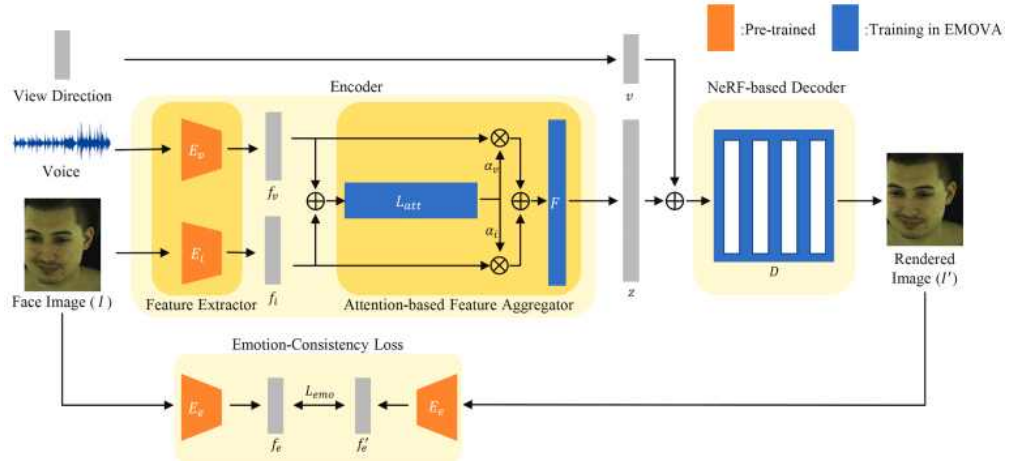 :Pre-trained
:Training in EMOVA
View Direction
Encoder
v
NeRF-based Decoder
Voice
E_v
f_v
α_v
L_att
F
α_i
E_i
f_i
D
z
Face Image (I)
Feature Extractor
Attention-based Feature Aggregator
Rendered
Image (I′)
Emotion-Consistency Loss
E_e
L_emo
E_e
f_e
f′_e